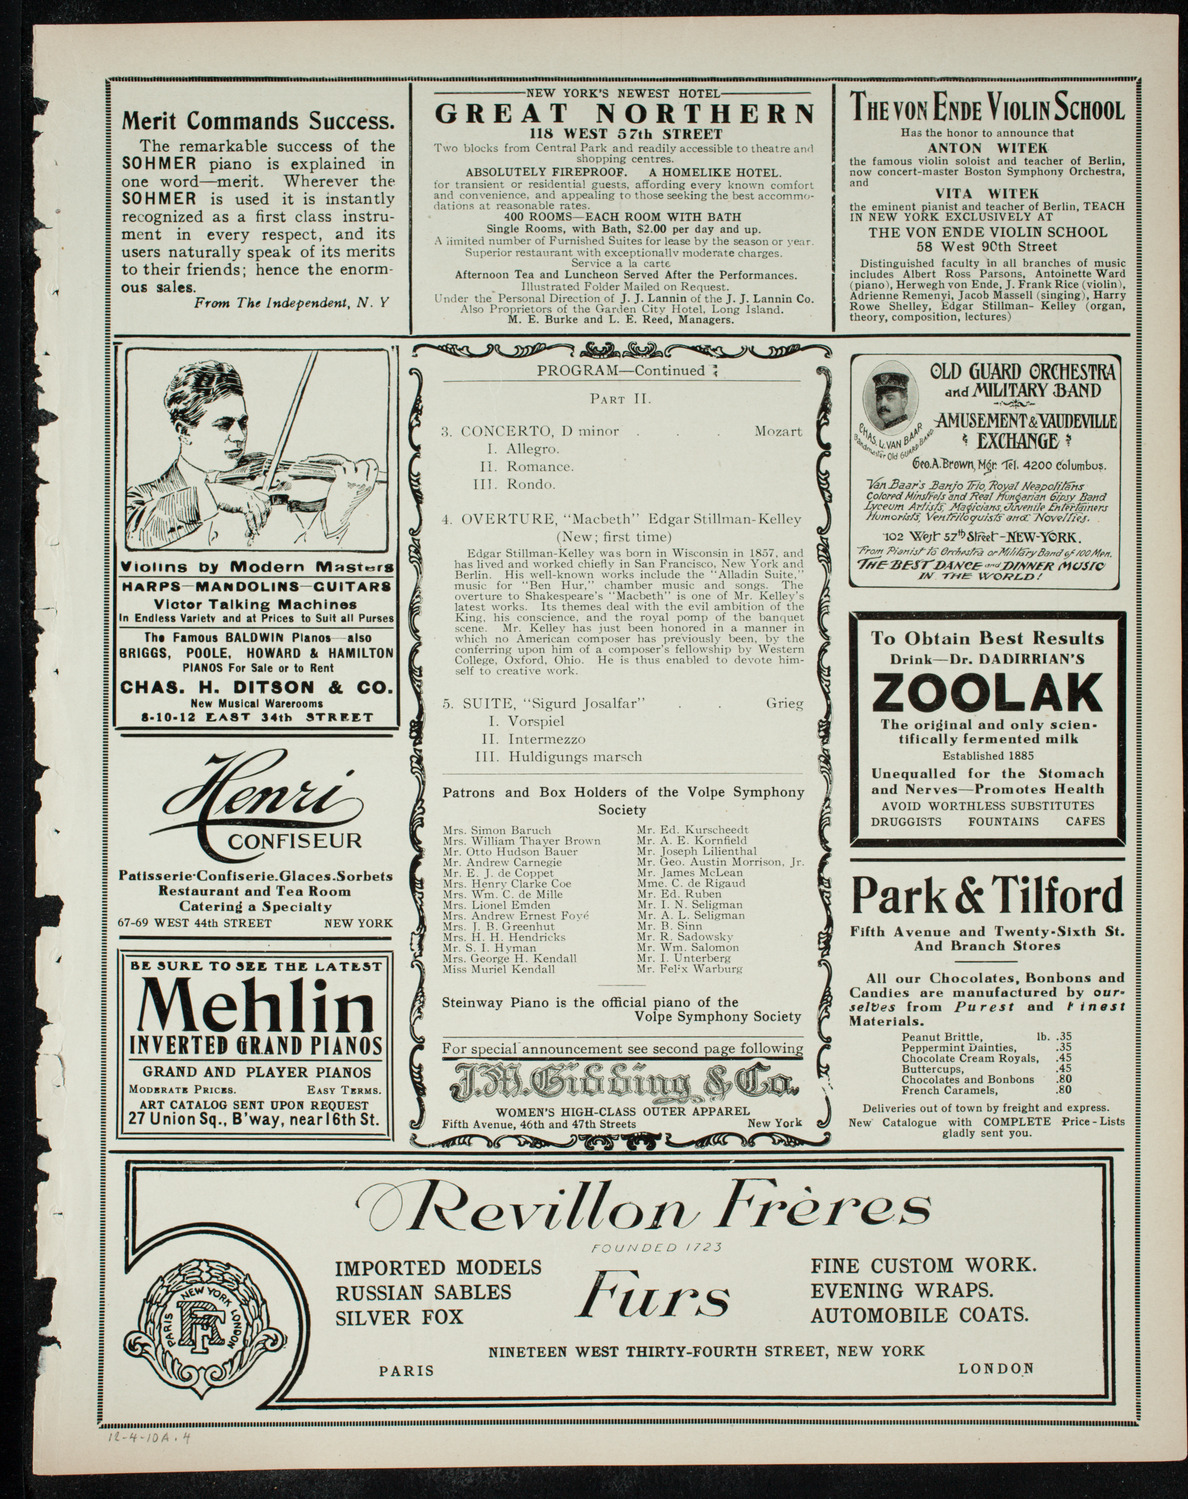 Merit Commands Success.
The remarkable success of the
SOHMER piano is explained in
one word—merit. Wherever the
SOHMER is used it is instantly
recognized as a first class instru-
ment in every respect, and its
users naturally speak of its merits
to their friends; hence the enorm-
ous sales.
From The Independent, N. Y
NEW YORK'S NEWEST HOTEL
GREAT NORTHERN
118 WEST 57th STREET
Two blocks from Central Park and readily accessible to theatre and
shopping centres.
ABSOLUTELY FIREPROOF. A HOMELIKE HOTEL.
for transient or residential guests, affording every known comfort
and convenience, and appealing to those seeking the best accommo-
dations at reasonable rates.
400 ROOMS—EACH ROOM WITH BATH
Single Rooms, with Bath, $2.00 per day and up.
A limited number of Furnished Suites for lease by the season or year.
Superior restaurant with exceptionally moderate charges.
Service a la carte
Afternoon Tea and Luncheon Served After the Performances.
Illustrated Folder Mailed on Request.
Under the Personal Direction of J. J. Lannin of the J. J. Lannin Co.
Also Proprietors of the Garden City Hotel, Long Island.
M. E. Burke and L. E. Reed, Managers.
THE VON ENDE VIOLIN SCHOOL
Has the honor to announce that
ANTON WITEK
the famous violin soloist and teacher of Berlin,
now concert-master Boston Symphony Orchestra,
and
VITA WITEK
the eminent pianist and teacher of Berlin, TEACH
IN NEW YORK EXCLUSIVELY AT
THE VON ENDE VIOLIN SCHOOL
58 West 90th Street
Distinguished faculty in all branches of music
includes Albert Ross Parsons, Antoinette Ward
(piano), Herwegh von Ende, J. Frank Rice (violin),
Adrienne Remenyi, Jacob Massell (singing), Harry
Rowe Shelley, Edgar Stillman- Kelley (organ,
theory, composition, lectures)
Violins by Modern Masters
HARPS—MANDOLINS—GUITARS
Victor Talking Machines
In Endless Variety and at Prices to Suit all Purses
The Famous BALDWIN Pianos—also
BRIGGS, POOLE, HOWARD & HAMILTON
PIANOS For Sale or to Rent
CHAS. H. DITSON & CO.
New Musical Warerooms
8-10-12 EAST 34th STREET
Henri
CONFISEUR
Patisserie-Confiserie.Glaces.Sorbets
Restaurant and Tea Room
Catering a Specialty
67-69 WEST 44th STREET NEW YORK
BE SURE TO SEE THE LATEST
Mehlin
INVERTED GRAND PIANOS
GRAND AND PLAYER PIANOS
MODERATE PRICES. EASY TERMS.
ART CATALOG SENT UPON REQUEST
27 Union Sq., B'way, near 16th St.
PROGRAM—Continued
PART II.
3. CONCERTO, D minor . . . Mozart
I. Allegro.
II. Romance.
III. Rondo.
4. OVERTURE, "Macbeth" Edgar Stillman-Kelley
(New; first time)
Edgar Stillman-Kelley was born in Wisconsin in 1857, and
has lived and worked chiefly in San Francisco, New York and
Berlin. His well-known works include the "Alladin Suite,"
music for "Ben Hur," chamber music and songs. The
overture to Shakespeare's "Macbeth" is one of Mr. Kelley's
latest works. Its themes deal with the evil ambition of the
King, his conscience, and the royal pomp of the banquet
scene. Mr. Kelley has just been honored in a manner in
which no American composer has previously been, by the
conferring upon him of a composer's fellowship by Western
College, Oxford, Ohio. He is thus enabled to devote him-
self to creative work.
5. SUITE, "Sigurd Josalfar" . . Grieg
I. Vorspiel
II. Intermezzo
III. Huldigungs marsch
Patrons and Box Holders of the Volpe Symphony
Society
Mrs. Simon Baruch
Mrs. William Thayer Brown
Mr. Otto Hudson Bauer
Mr. Andrew Carnegie
Mr. E. J. de Coppet
Mrs. Henry Clarke Coe
Mrs. Wm. C. de Mille
Mrs. Lionel Emden
Mrs. Andrew Ernest Foyé
Mrs. J. B. Greenhut
Mrs. H. H. Hendricks
Mr. S. I. Hyman
Mrs. George H. Kendall
Miss Muriel Kendall
Mr. Ed. Kurscheedt
Mr. A. E. Kornfield
Mr. Joseph Lilienthal
Mr. Geo. Austin Morrison, Jr.
Mr. James McLean
Mme. C. de Rigaud
Mr. Ed. Ruben
Mr. I. N. Seligman
Mr. A. L. Seligman
Mr. B. Sinn
Mr. R. Sadowsky
Mr. Wm. Salomon
Mr. I. Unterberg
Mr. Felix Warburg
Steinway Piano is the official piano of the
Volpe Symphony Society
For special announcement see second page following
J.M. Gidding & Co.
WOMEN'S HIGH-CLASS OUTER APPAREL
Fifth Avenue, 46th and 47th Streets New York
OLD GUARD ORCHESTRA
and MILITARY BAND
AMUSEMENT & VAUDEVILLE
EXCHANGE
CHAS. L. VAN BAAR
Bandmaster Old Guard Band
Geo. A. Brown, Mgr. Tel. 4200 Columbus.
Van Baar's Banjo Trio, Royal Neapolitans
Colored Minstrels and Real Hungarian Gipsy Band
Lyceum Artists, Magicians, Juvenile Entertainers
Humorists, Ventriloquists and Novelties.
102 West 57th Street-NEW-YORK.
From Pianist to Orchestra or Military Band of 100 Men.
THE BEST DANCE and DINNER MUSIC
IN THE WORLD!
To Obtain Best Results
Drink—Dr. DADIRRIAN'S
ZOOLAK
The original and only scien-
tifically fermented milk
Established 1885
Unequalled for the Stomach
and Nerves—Promotes Health
AVOID WORTHLESS SUBSTITUTES
DRUGGISTS FOUNTAINS CAFES
Park & Tilford
Fifth Avenue and Twenty-Sixth St.
And Branch Stores
All our Chocolates, Bonbons and
Candies are manufactured by our-
selves from Purest and Finest
Materials.
Peanut Brittle, lb. .35
Peppermint Dainties, .35
Chocolate Cream Royals, .45
Buttercups, .45
Chocolates and Bonbons .80
French Caramels, .80
Deliveries out of town by freight and express.
New Catalogue with COMPLETE Price-Lists
gladly sent you.
Revillon Frères
FOUNDED 1723
IMPORTED MODELS
RUSSIAN SABLES
SILVER FOX
Furs
FINE CUSTOM WORK.
EVENING WRAPS.
AUTOMOBILE COATS.
NINETEEN WEST THIRTY-FOURTH STREET, NEW YORK
PARIS LONDON
PARIS NEW YORK LONDON
RF
12-4-10A.4